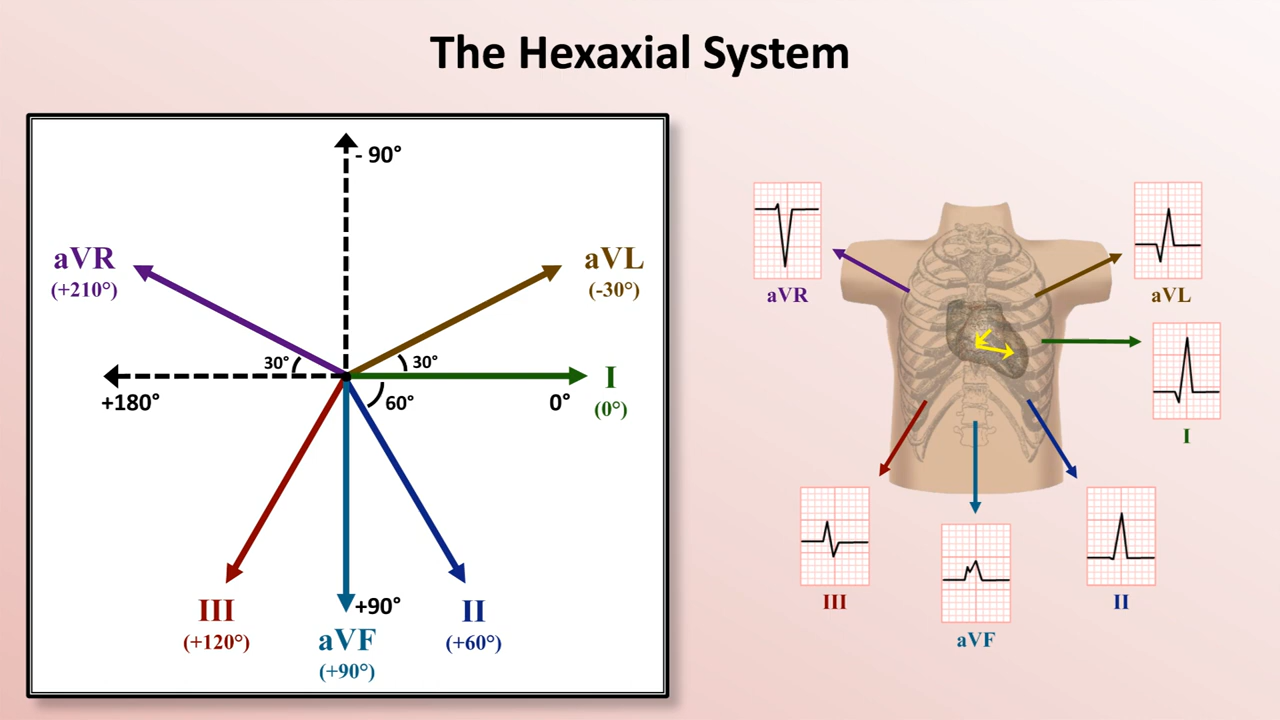 The Hexaxial System
- 90°
aVR
(+210°)
aVL
(-30°)
30°
30°
+180°
60°
0°
I
(0°)
III
(+120°)
+90°
aVF
(+90°)
II
(+60°)
aVR
aVL
I
III
aVF
II